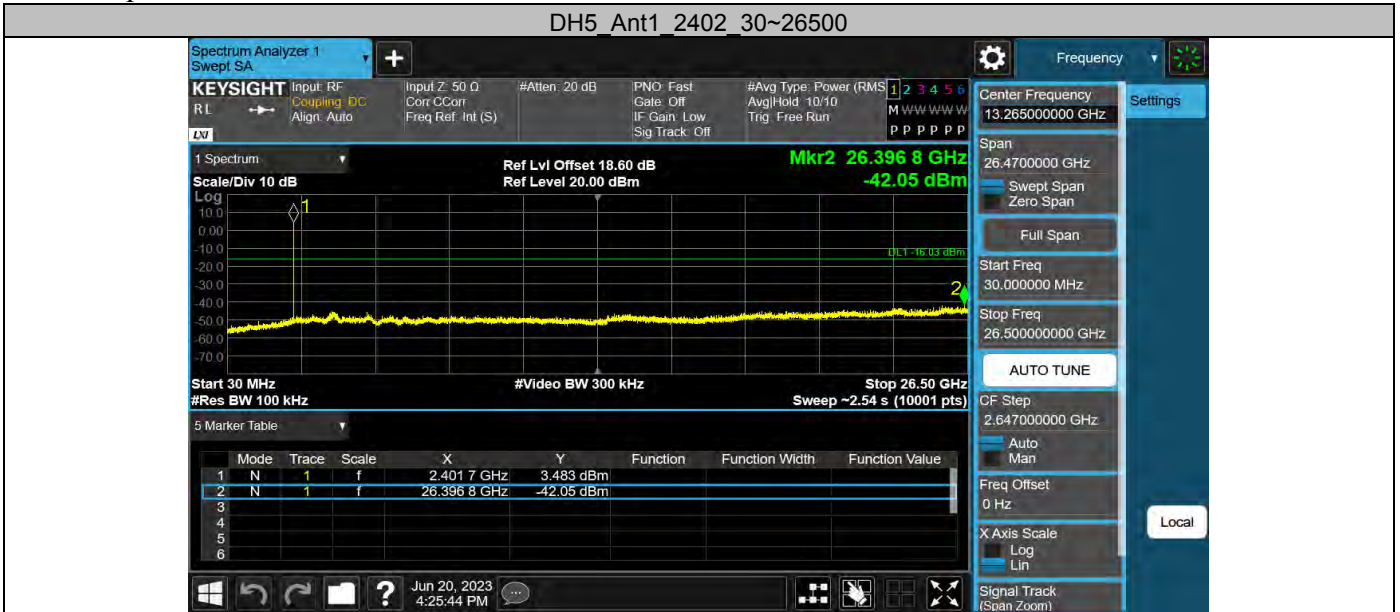 DH5_Ant1_2402_30~26500
Spectrum Analyzer 1
Swept SA
Frequency
KEYSIGHT
RL
LXI
Input: RF
Coupling: DC
Align: Auto
Input Z: 50 Ω
Corr CCorr
Freq Ref: Int (S)
#Atten: 20 dB
PNO: Fast
Gate: Off
IF Gain: Low
Sig Track: Off
#Avg Type: Power (RMS
Avg|Hold: 10/10
Trig: Free Run
1 2 3 4 5 6
M W W W W W
P P P P P P
1 Spectrum
Scale/Div 10 dB
Ref Lvl Offset 18.60 dB
Ref Level 20.00 dBm
Mkr2 26.396 8 GHz
-42.05 dBm
Log
10.0
0.00
-10.0
-20.0
-30.0
-40.0
-50.0
-60.0
-70.0
1
DL1 -16.03 dBm
2
Start 30 MHz
#Res BW 100 kHz
#Video BW 300 kHz
Stop 26.50 GHz
Sweep ~2.54 s (10001 pts)
5 Marker Table
Mode Trace Scale X Y Function Function Width Function Value
1 N 1 f 2.401 7 GHz 3.483 dBm
2 N 1 f 26.396 8 GHz -42.05 dBm
3
4
5
6
Jun 20, 2023
4:25:44 PM
?
Center Frequency
13.265000000 GHz
Span
26.4700000 GHz
Swept Span
Zero Span
Full Span
Start Freq
30.000000 MHz
Stop Freq
26.500000000 GHz
AUTO TUNE
CF Step
2.647000000 GHz
Auto
Man
Freq Offset
0 Hz
X Axis Scale
Log
Lin
Signal Track
(Span Zoom)
Settings
Local